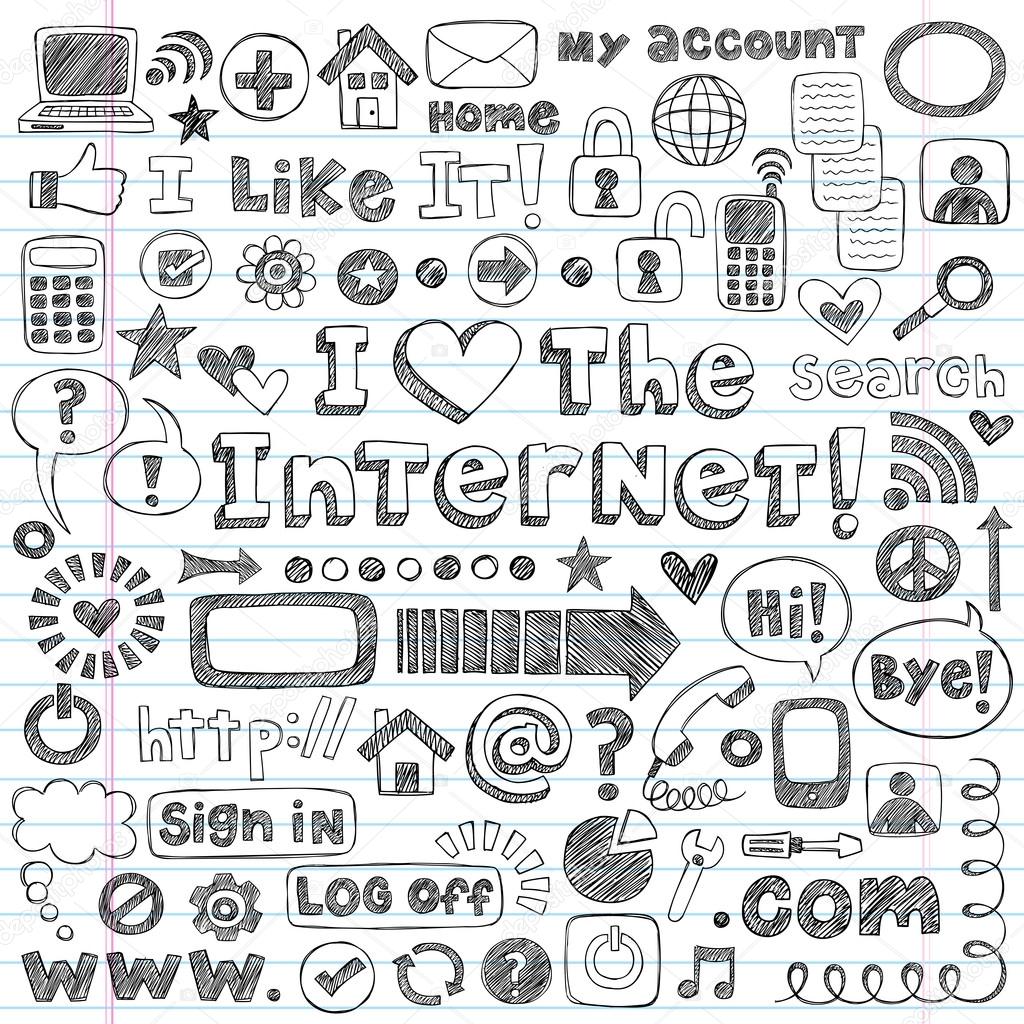 My account
Home
I Like IT!
I ♥ The
Search
?
!
InTerNeT!
Hi!
Bye!
http://
@
?
Sign in
Log off
.com
www.
?